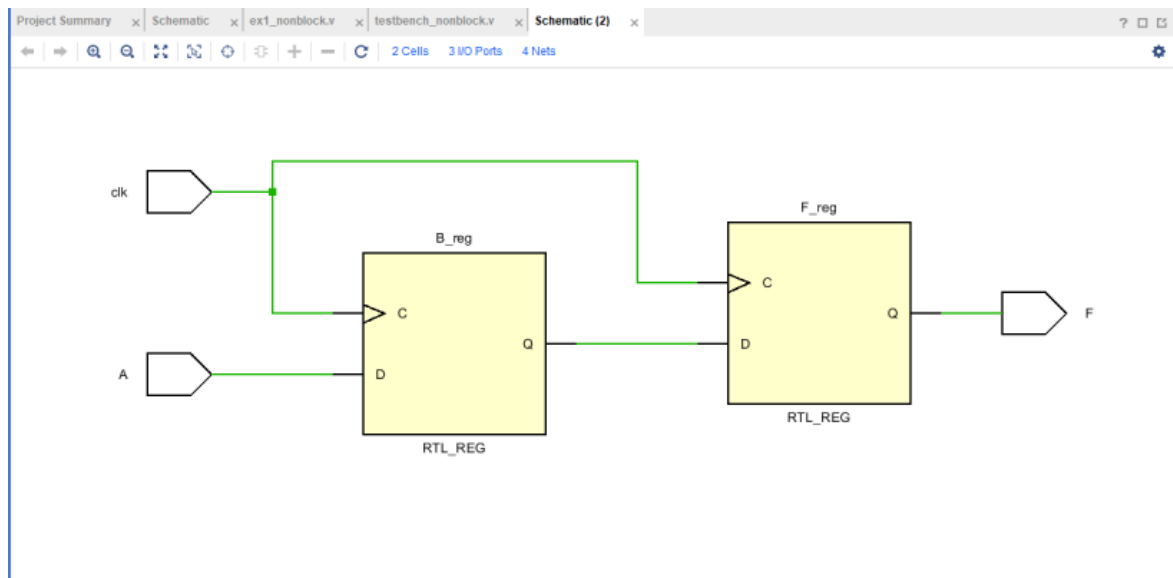 Project Summary × Schematic × ex1_nonblock.v × testbench_nonblock.v × Schematic (2) × ?
2 Cells 3 I/O Ports 4 Nets
clk
F_reg
B_reg
C
C
Q
F
Q
D
A
D
RTL_REG
RTL_REG